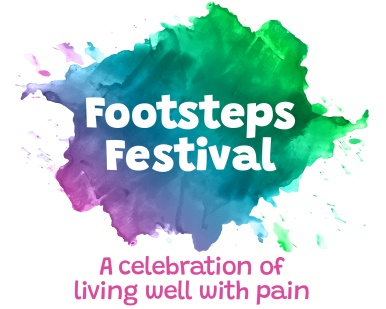 Footsteps
Festival
A celebration of
living well with pain